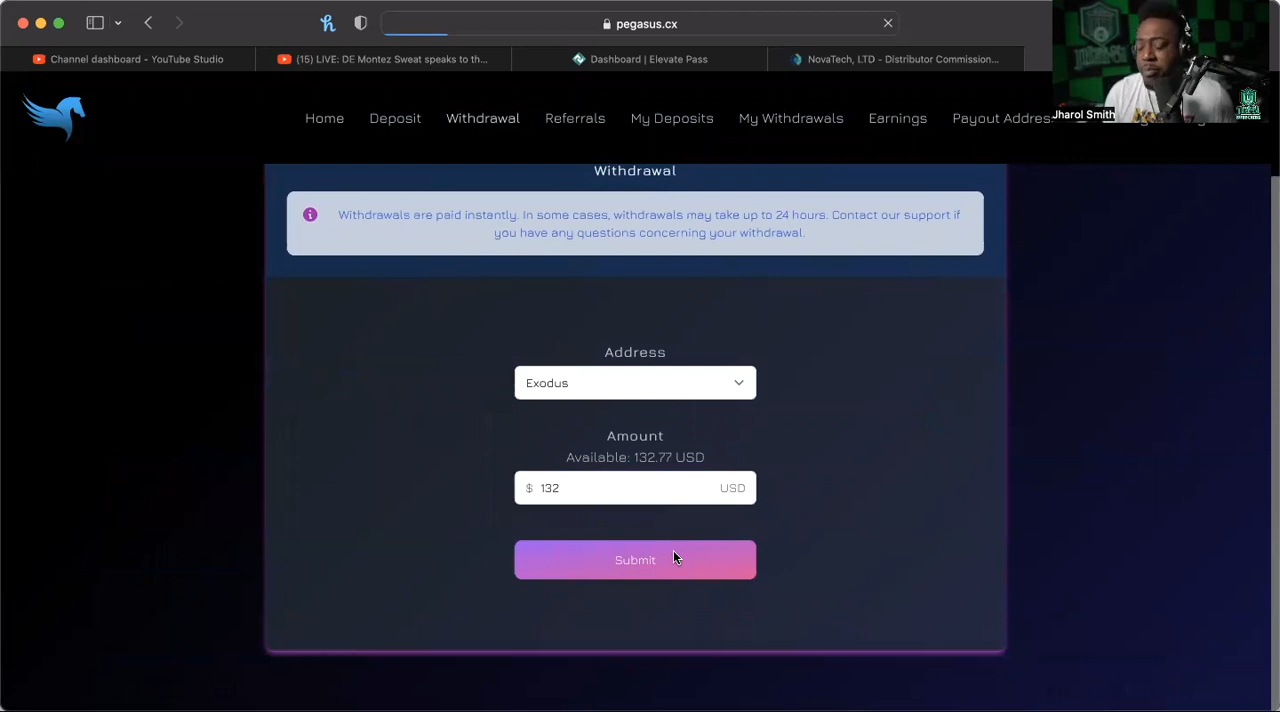 pegasus.cx
Channel dashboard - YouTube Studio
(15) LIVE: DE Montez Sweat speaks to th...
Dashboard | Elevate Pass
NovaTech, LTD - Distributor Commission...
Home
Deposit
Withdrawal
Referrals
My Deposits
My Withdrawals
Earnings
Payout Address
Jharol Smith
Withdrawal
Withdrawals are paid instantly. In some cases, withdrawals may take up to 24 hours. Contact our support if
you have any questions concerning your withdrawal.
Address
Exodus
Amount
Available: 132.77 USD
$ 132 USD
Submit